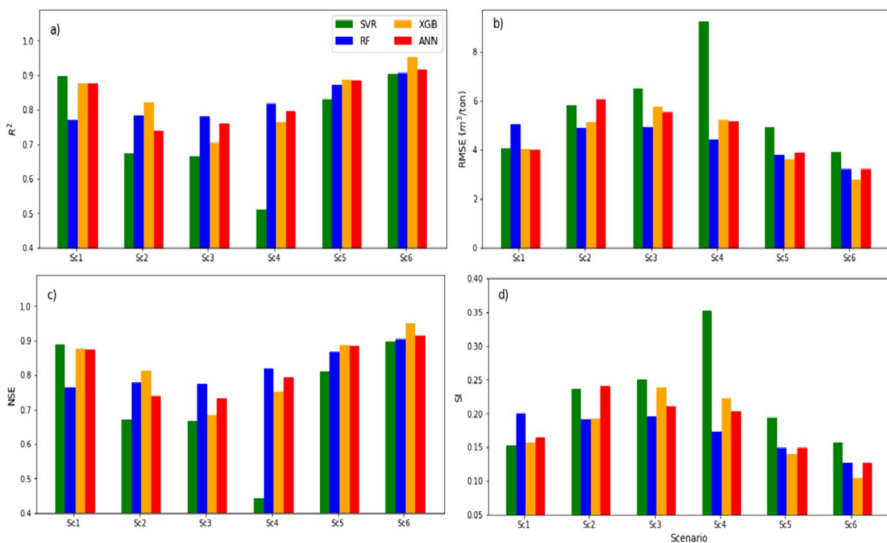 a)
SVR
RF
XGB
ANN
R²
1.0
0.9
0.8
0.7
0.6
0.5
0.4
Sc1 Sc2 Sc3 Sc4 Sc5 Sc6
b)
RMSE (m³/ton)
8
6
4
2
0
Sc1 Sc2 Sc3 Sc4 Sc5 Sc6
c)
NSE
1.0
0.9
0.8
0.7
0.6
0.5
0.4
Sc1 Sc2 Sc3 Sc4 Sc5 Sc6
d)
SI
0.40
0.35
0.30
0.25
0.20
0.15
0.10
0.05
Sc1 Sc2 Sc3 Sc4 Sc5 Sc6
Scenario